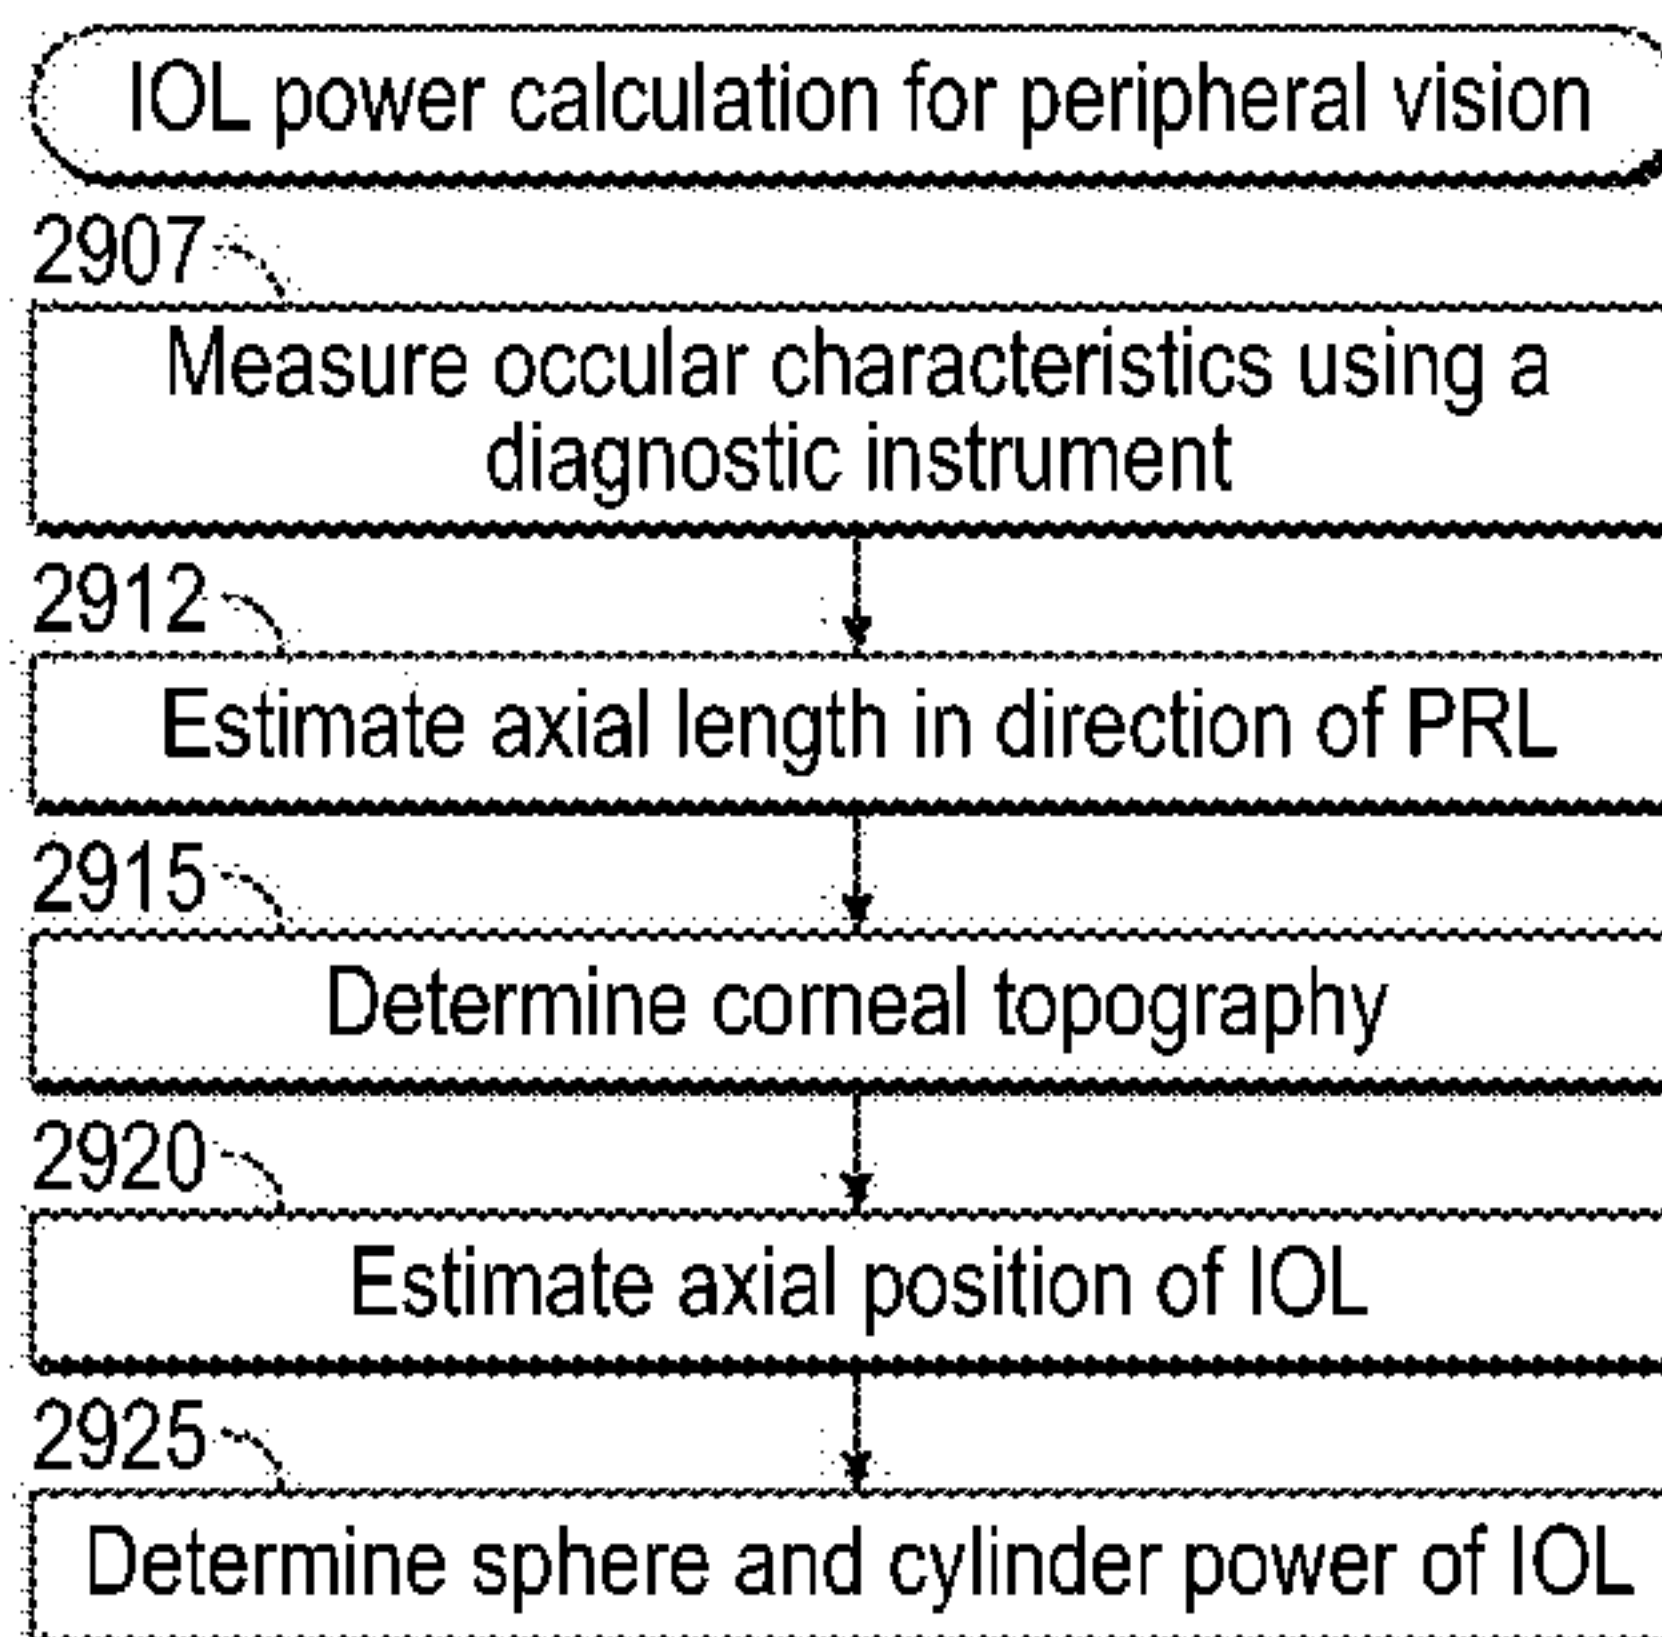 IOL power calculation for peripheral vision
2907
Measure occular characteristics using a
diagnostic instrument
2912
Estimate axial length in direction of PRL
2915
Determine corneal topography
2920
Estimate axial position of IOL
2925
Determine sphere and cylinder power of IOL